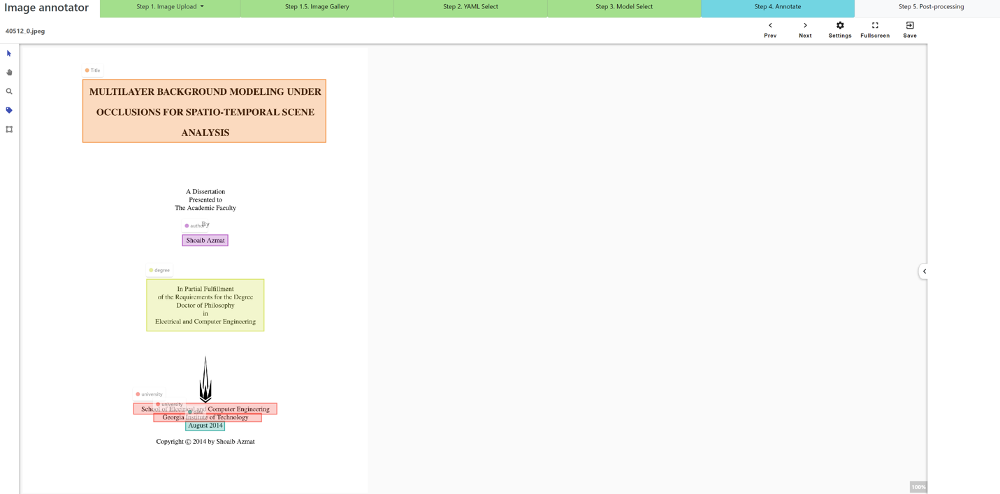 Image annotator
Step 1. Image Upload
Step 1.5. Image Gallery
Step 2. YAML Select
Step 3. Model Select
Step 4. Annotate
Step 5. Post-processing
40512_0.jpeg
Prev
Next
Settings
Fullscreen
Save
Title
MULTILAYER BACKGROUND MODELING UNDER
OCCLUSIONS FOR SPATIO-TEMPORAL SCENE
ANALYSIS
A Dissertation
Presented to
The Academic Faculty
By
author
Shoaib Azmat
degree
In Partial Fulfillment
of the Requirements for the Degree
Doctor of Philosophy
in
Electrical and Computer Engineering
university
university
School of Electrical and Computer Engineering
date
Georgia Institute of Technology
August 2014
Copyright © 2014 by Shoaib Azmat
100%